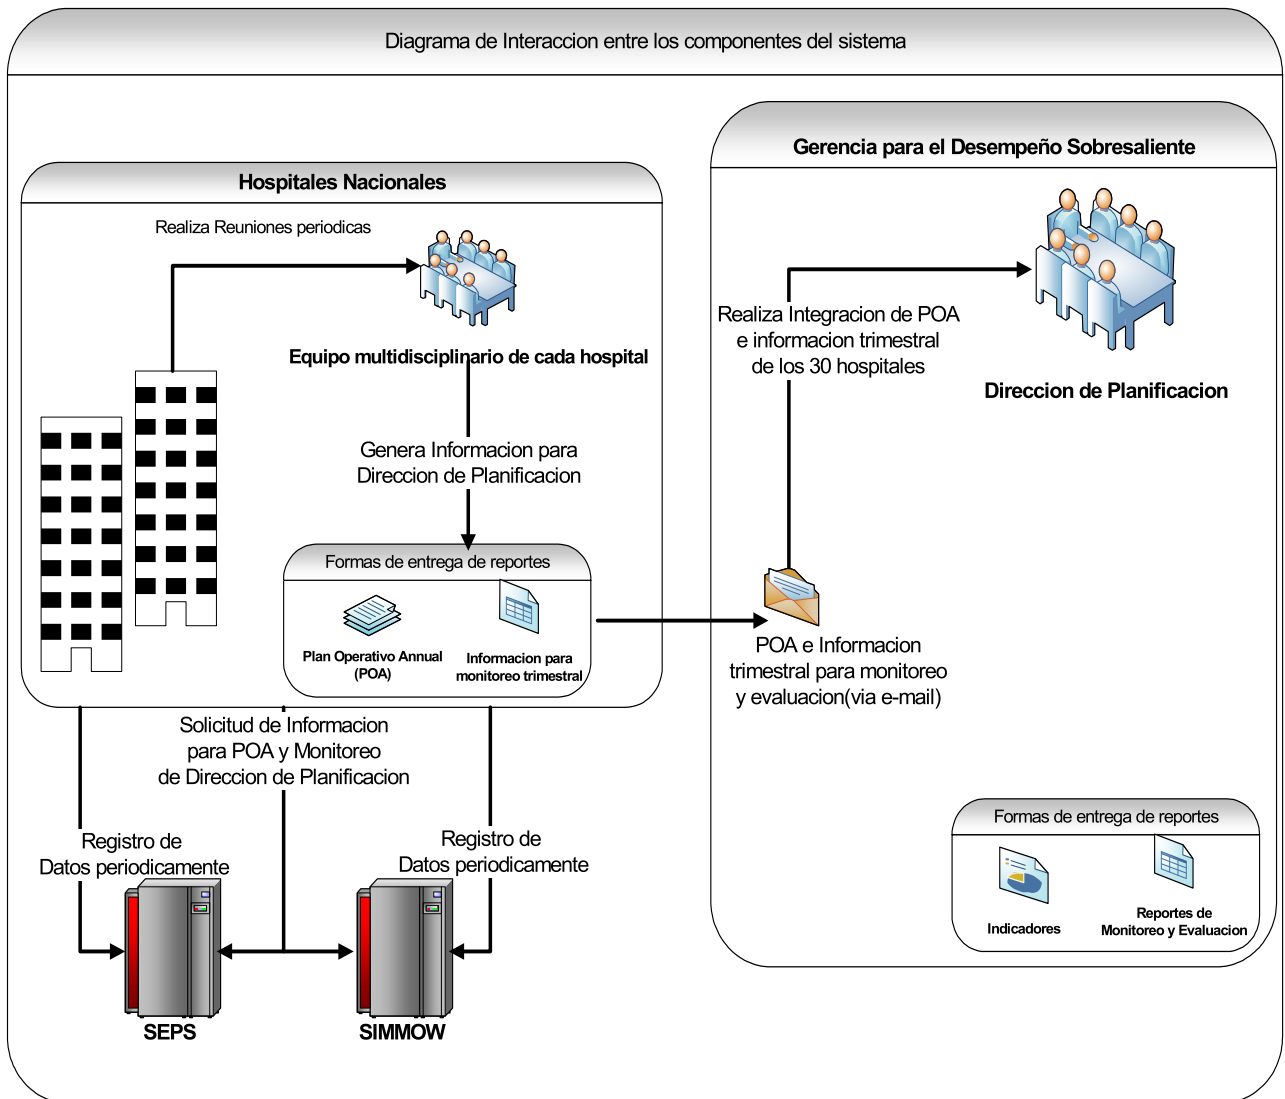 Diagrama de Interaccion entre los componentes del sistema
Hospitales Nacionales
Realiza Reuniones periodicas
Equipo multidisciplinario de cada hospital
Genera Informacion para
Direccion de Planificacion
Formas de entrega de reportes
Plan Operativo Annual
(POA)
Informacion para
monitoreo trimestral
Solicitud de Informacion
para POA y Monitoreo
de Direccion de Planificacion
Registro de
Datos periodicamente
Registro de
Datos periodicamente
SEPS
SIMMOW
Gerencia para el Desempeño Sobresaliente
Realiza Integracion de POA
e informacion trimestral
de los 30 hospitales
Direccion de Planificacion
POA e Informacion
trimestral para monitoreo
y evaluacion(via e-mail)
Formas de entrega de reportes
Indicadores
Reportes de
Monitoreo y Evaluacion